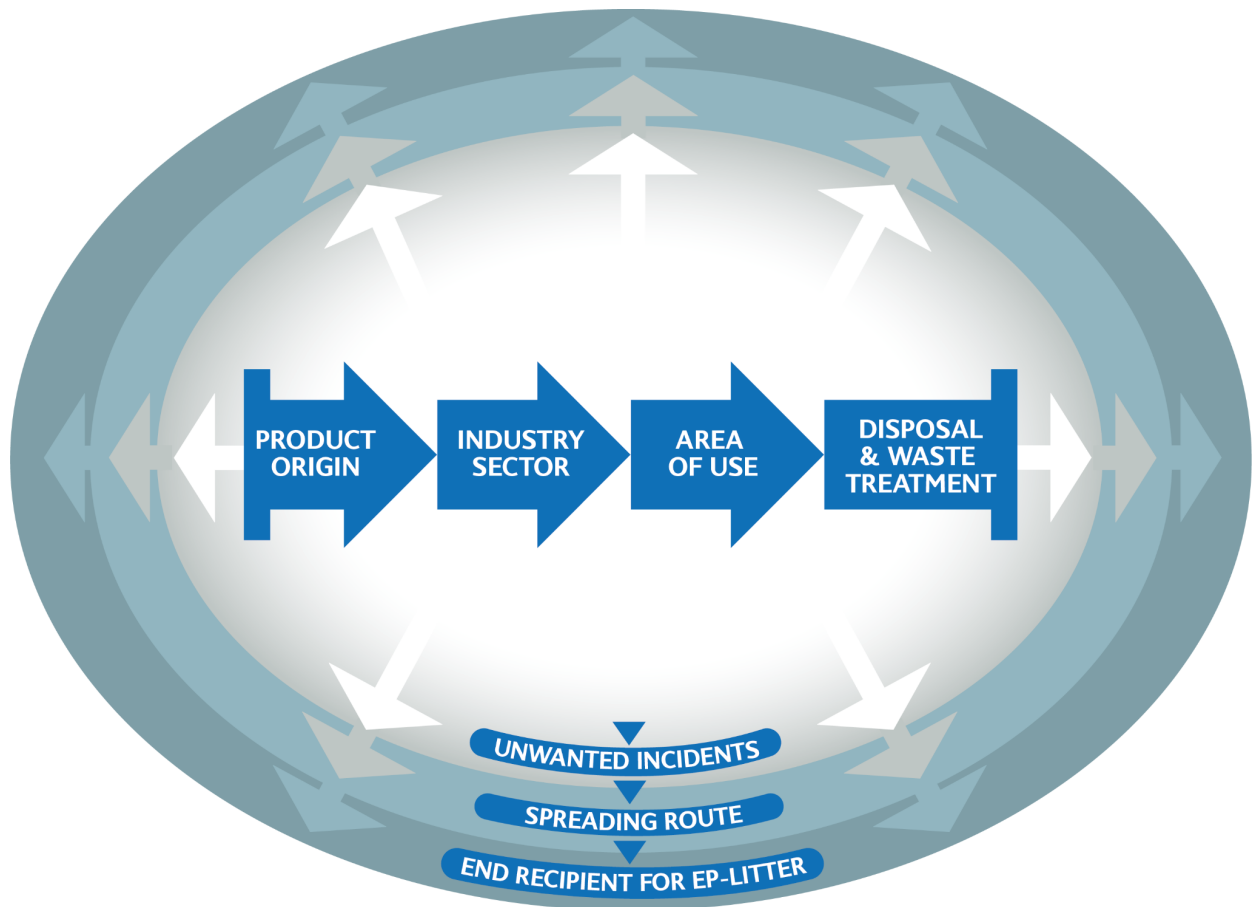 PRODUCT
ORIGIN
INDUSTRY
SECTOR
AREA
OF USE
DISPOSAL
& WASTE
TREATMENT
UNWANTED INCIDENTS
SPREADING ROUTE
END RECIPIENT FOR EP-LITTER